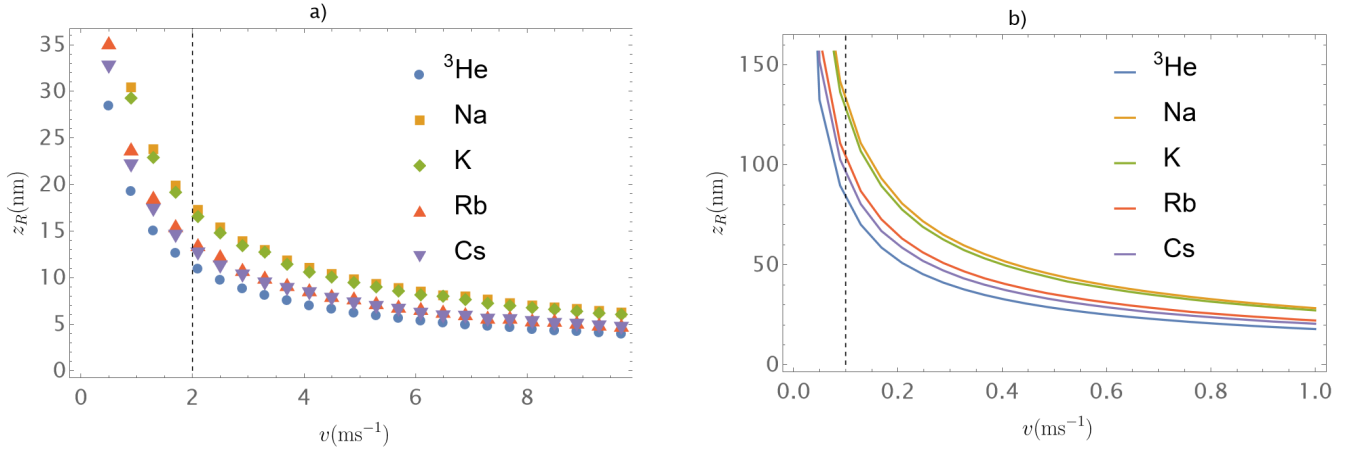 a)
35
30
25
20
15
10
5
0
z_R(nm)
³He
Na
K
Rb
Cs
0 2 4 6 8
v(ms⁻¹)
b)
150
100
50
0
z_R(nm)
³He
Na
K
Rb
Cs
0.0 0.2 0.4 0.6 0.8 1.0
v(ms⁻¹)